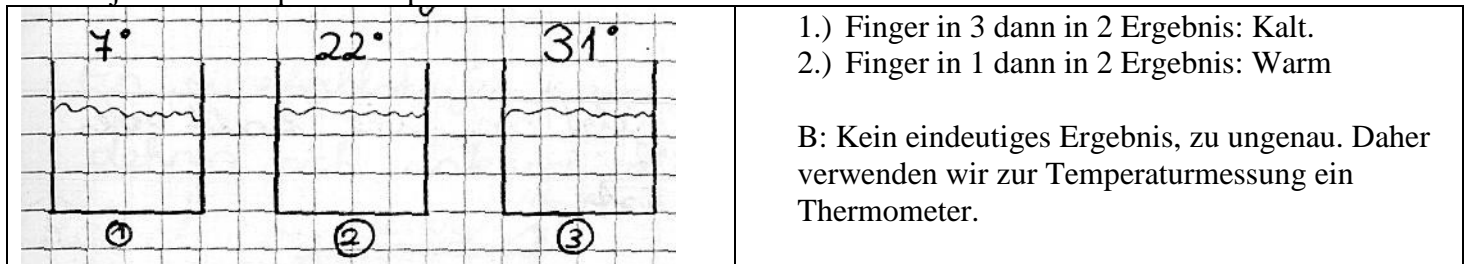 7° 22° 31°
① ② ③
1.) Finger in 3 dann in 2 Ergebnis: Kalt.
2.) Finger in 1 dann in 2 Ergebnis: Warm
B: Kein eindeutiges Ergebnis, zu ungenau. Daher
verwenden wir zur Temperaturmessung ein
Thermometer.